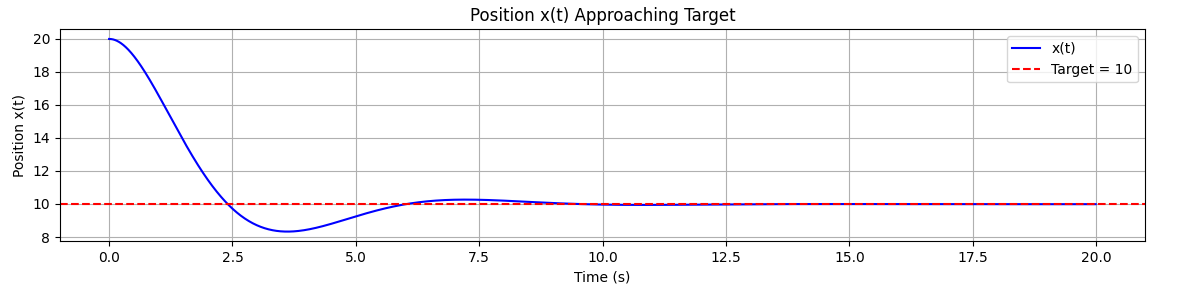 Position x(t) Approaching Target
20
18
16
14
12
10
8
Position x(t)
x(t)
Target = 10
0.0 2.5 5.0 7.5 10.0 12.5 15.0 17.5 20.0
Time (s)